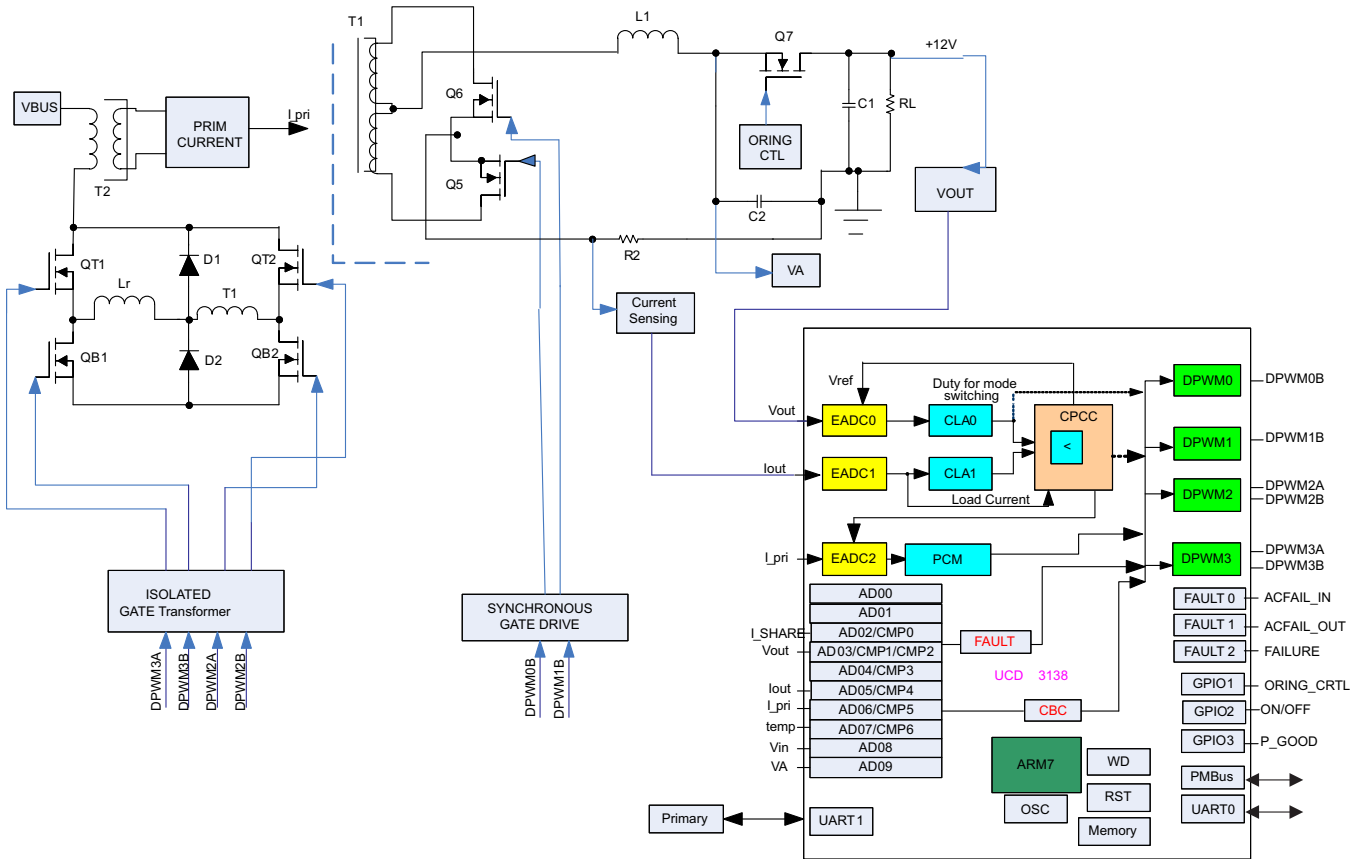 T1
L1
Q7
+12V
VBUS
PRIM
CURRENT
I_pri
T2
Q6
Q5
ORING
CTL
C1
RL
VOUT
C2
R2
VA
Current
Sensing
QT1
D1
QT2
Lr
T1
QB1
D2
QB2
ISOLATED
GATE Transformer
DPWM3A
DPWM3B
DPWM2A
DPWM2B
SYNCHRONOUS
GATE DRIVE
DPWM0B
DPWM1B
Vref
Duty for mode
switching
Vout
EADC0
CLA0
CPCC
<
Iout
EADC1
CLA1
Load Current
I_pri
EADC2
PCM
DPWM0
DPWM0B
DPWM1
DPWM1B
DPWM2
DPWM2A
DPWM2B
DPWM3
DPWM3A
DPWM3B
AD00
AD01
I_SHARE
AD02/CMP0
Vout
AD03/CMP1/CMP2
AD04/CMP3
Iout
AD05/CMP4
I_pri
AD06/CMP5
temp
AD07/CMP6
Vin
AD08
VA
AD09
FAULT
UCD 3138
CBC
FAULT 0
ACFAIL_IN
FAULT 1
ACFAIL_OUT
FAULT 2
FAILURE
GPIO1
ORING_CRTL
GPIO2
ON/OFF
GPIO3
P_GOOD
ARM7
WD
RST
OSC
Memory
PMBus
UART0
Primary
UART1